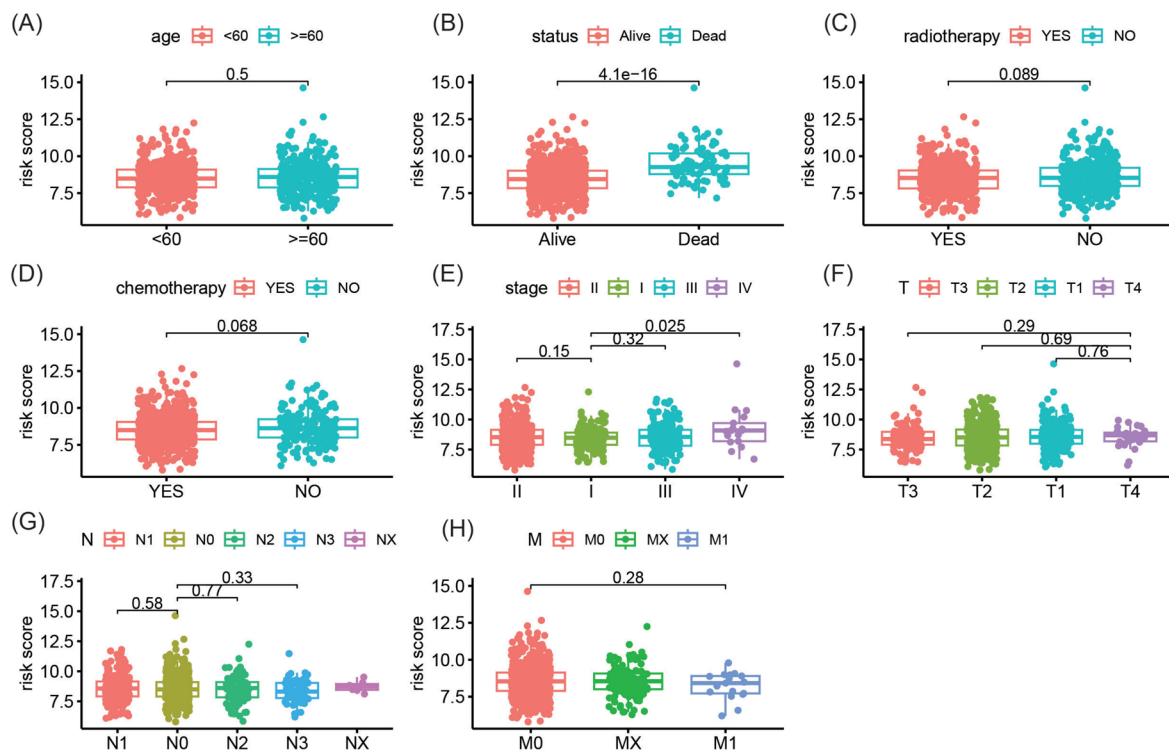 (A)
age <60 >=60
0.5
15.0
12.5
10.0
7.5
risk score
<60 >=60
(B)
status Alive Dead
4.1e−16
15.0
12.5
10.0
7.5
risk score
Alive Dead
(C)
radiotherapy YES NO
0.089
15.0
12.5
10.0
7.5
risk score
YES NO
(D)
chemotherapy YES NO
0.068
15.0
12.5
10.0
7.5
risk score
YES NO
(E)
stage II I III IV
17.5
0.025
0.32
0.15
15.0
12.5
10.0
7.5
risk score
II I III IV
(F)
T T3 T2 T1 T4
17.5
0.29
0.69
0.76
15.0
12.5
10.0
7.5
risk score
T3 T2 T1 T4
(G)
N N1 N0 N2 N3 NX
17.5
0.33
0.77
0.58
15.0
12.5
10.0
7.5
risk score
N1 N0 N2 N3 NX
(H)
M M0 MX M1
0.28
15.0
12.5
10.0
7.5
risk score
M0 MX M1